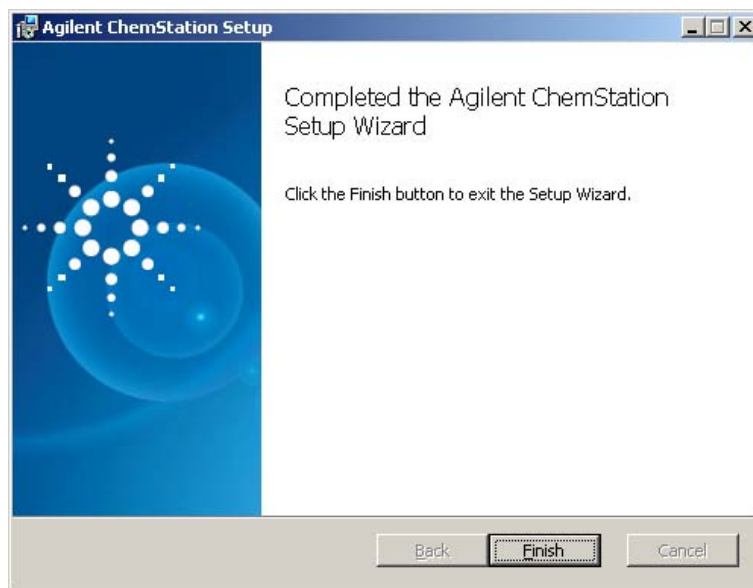 Agilent ChemStation Setup
Completed the Agilent ChemStation
Setup Wizard
Click the Finish button to exit the Setup Wizard.
Back Finish Cancel